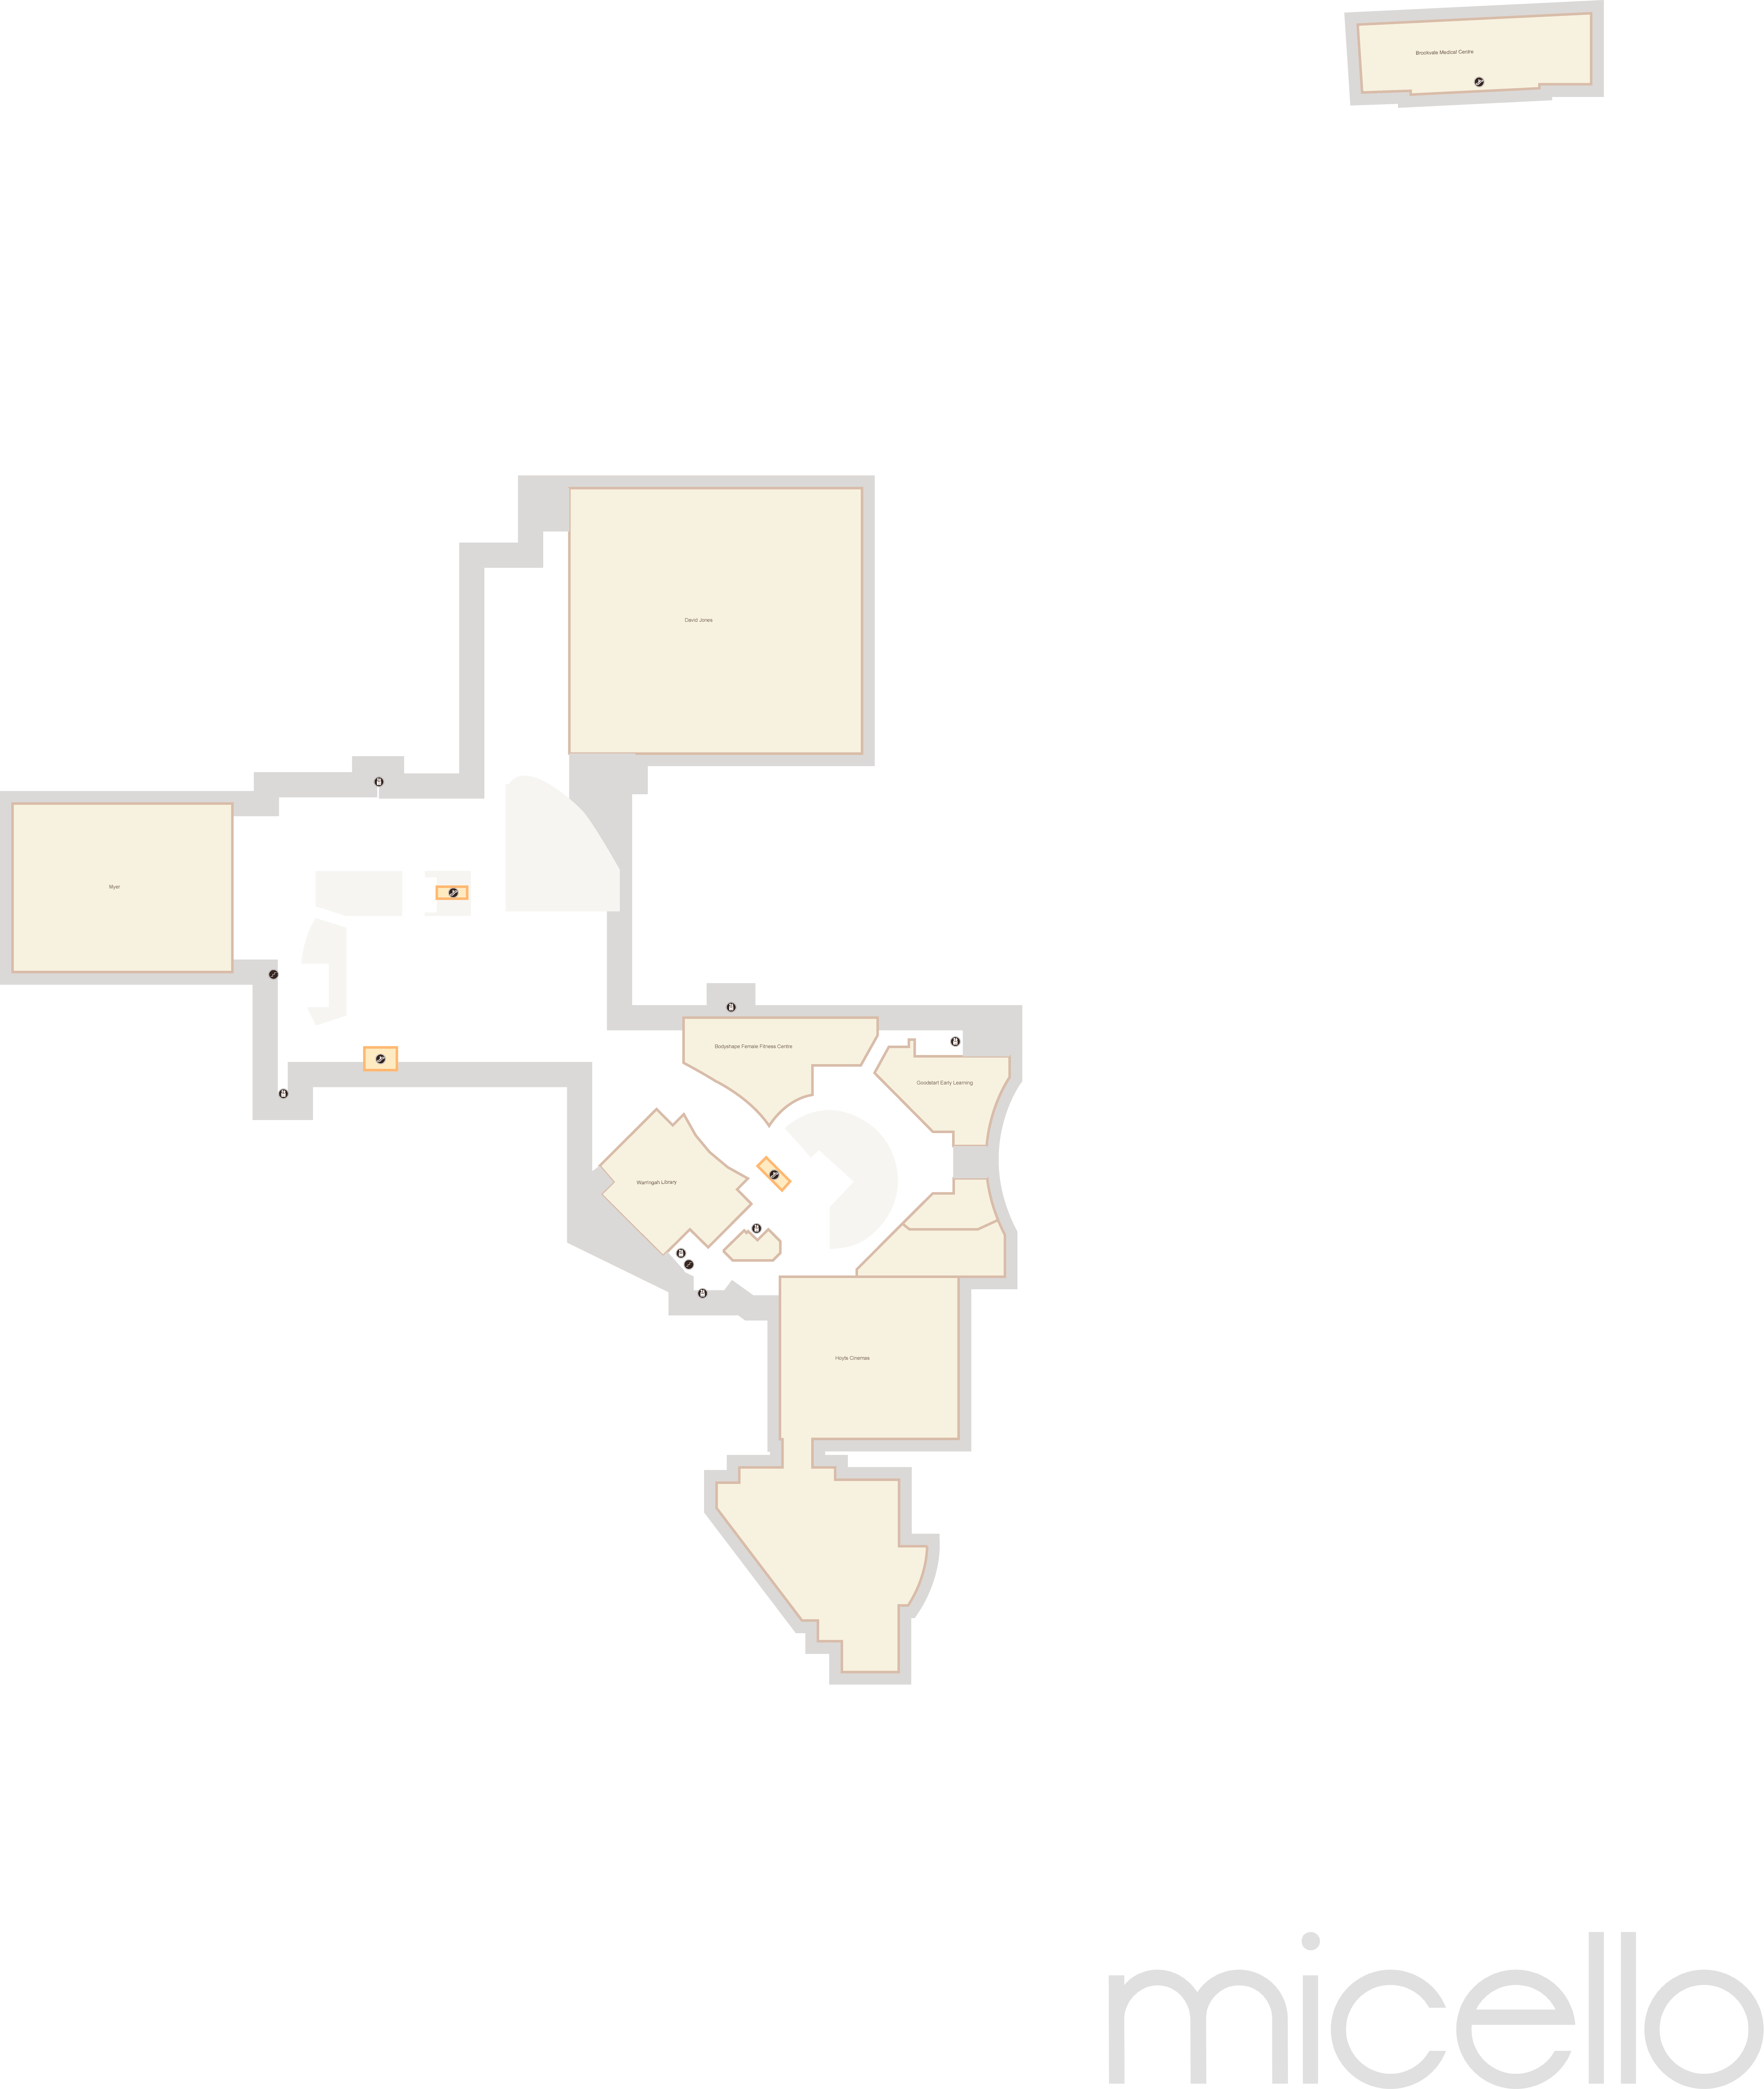 Brookvale Medical Centre
David Jones
Myer
Bodyshape Female Fitness Centre
Goodstart Early Learning
Warringah Library
Hoyts Cinemas
micello